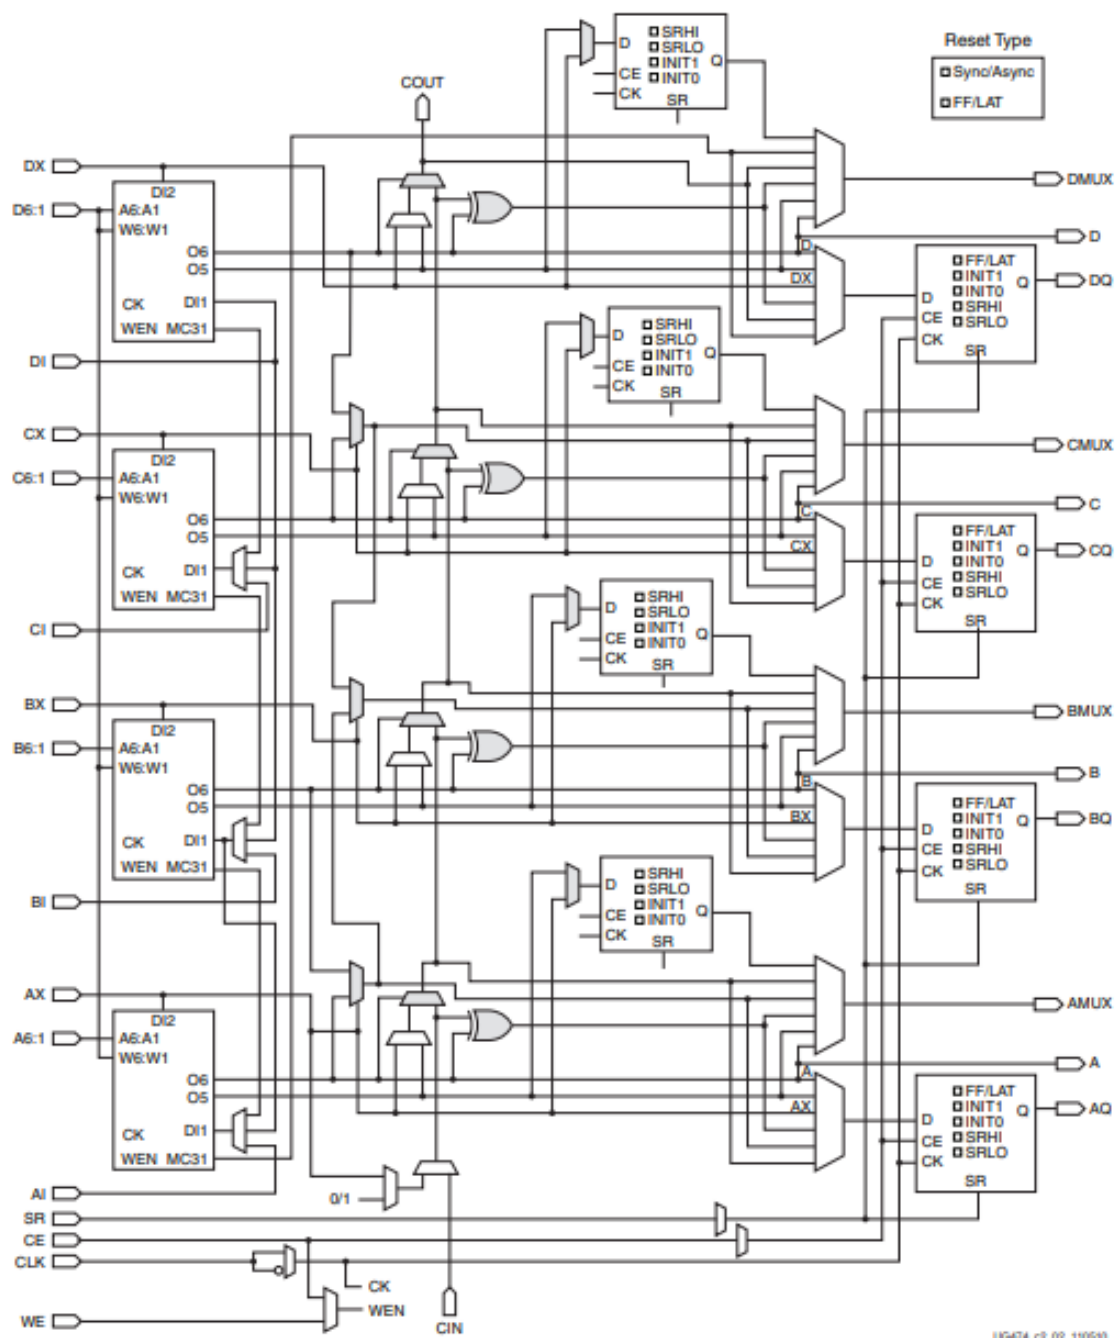 Reset Type
Sync/Async
FF/LAT
COUT
D SRHI Q
SRLO
CE INIT1
CK INIT0
SR
DX
D6:1
DI2
A6:A1
W6:W1
O6
O5
CK DI1
WEN MC31
DI
DMUX
D
D
DX
FF/LAT
INIT1 Q
D INIT0
CE SRHI
CK SRLO
SR
DQ
D SRHI Q
SRLO
CE INIT1
CK INIT0
SR
CX
C6:1
DI2
A6:A1
W6:W1
O6
O5
CK DI1
WEN MC31
CI
CMUX
C
C
CX
FF/LAT
INIT1 Q
D INIT0
CE SRHI
CK SRLO
SR
CQ
D SRHI Q
SRLO
CE INIT1
CK INIT0
SR
BX
B6:1
DI2
A6:A1
W6:W1
O6
O5
CK DI1
WEN MC31
BI
BMUX
B
B
BX
FF/LAT
INIT1 Q
D INIT0
CE SRHI
CK SRLO
SR
BQ
D SRHI Q
SRLO
CE INIT1
CK INIT0
SR
AX
A6:1
DI2
A6:A1
W6:W1
O6
O5
CK DI1
WEN MC31
AI
AMUX
A
A
AX
FF/LAT
INIT1 Q
D INIT0
CE SRHI
CK SRLO
SR
AQ
0/1
SR
CE
CLK
CK
WEN
WE
CIN